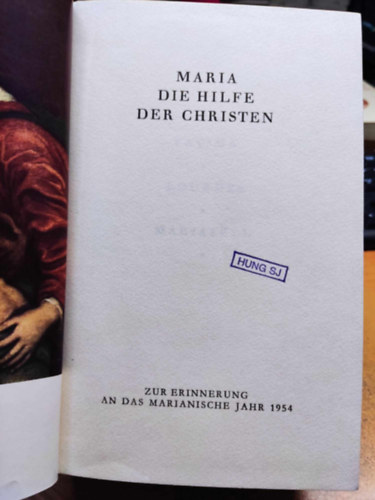 MARIA
DIE HILFE
DER CHRISTEN
HUNG SJ
ZUR ERINNERUNG
AN DAS MARIANISCHE JAHR 1954